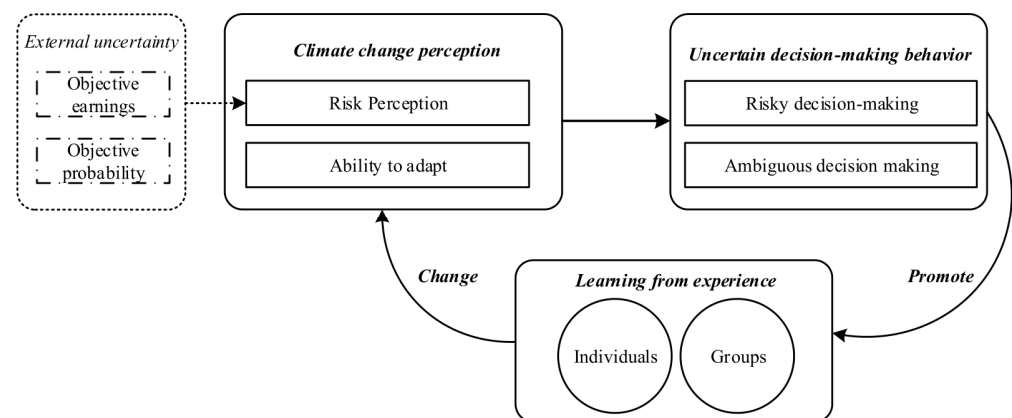 External uncertainty
Objective
earnings
Objective
probability
Climate change perception
Risk Perception
Ability to adapt
Uncertain decision-making behavior
Risky decision-making
Ambiguous decision making
Change
Learning from experience
Individuals
Groups
Promote